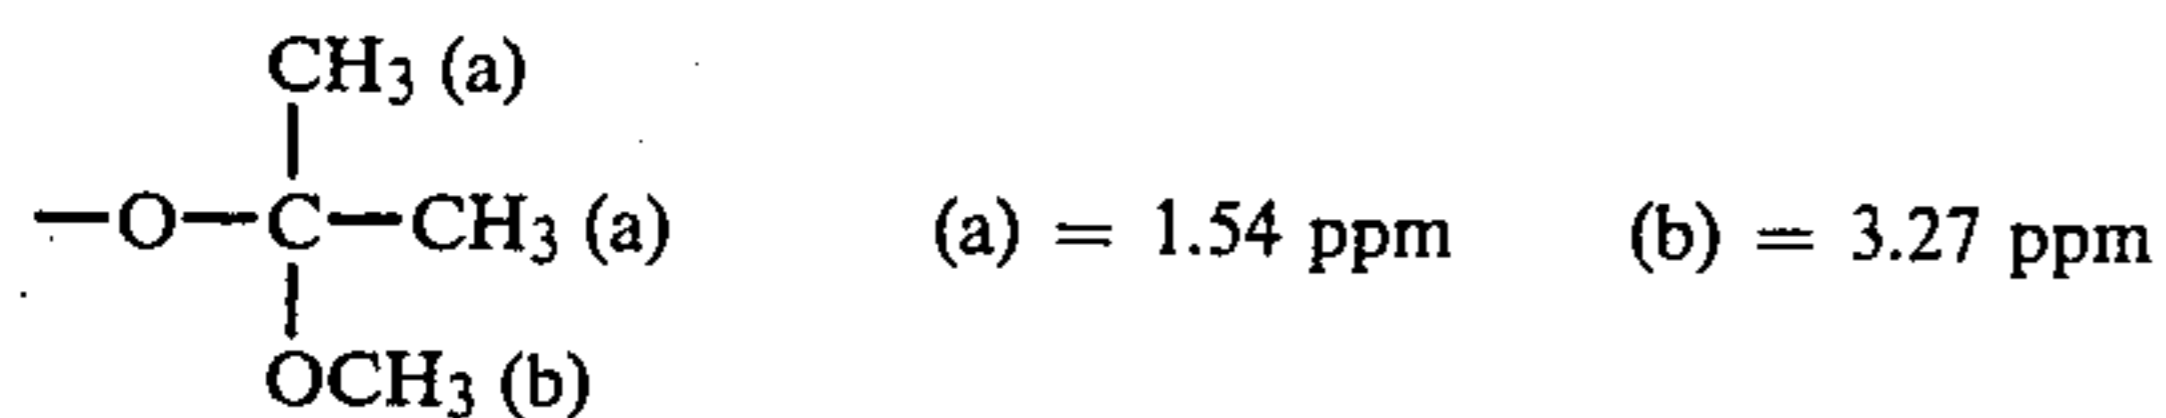 CH3 (a)
—O—C—CH3 (a) (a) = 1.54 ppm (b) = 3.27 ppm
OCH3 (b)